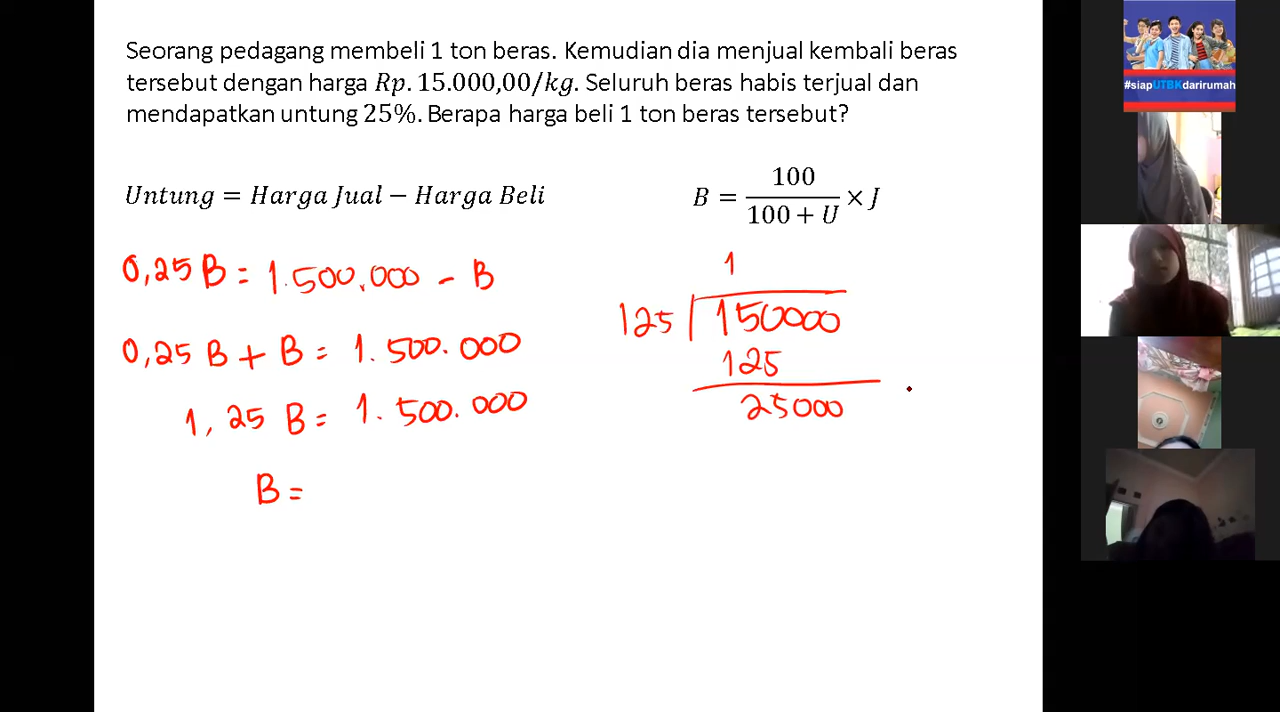 Seorang pedagang membeli 1 ton beras. Kemudian dia menjual kembali beras
tersebut dengan harga Rp. 15.000,00/kg. Seluruh beras habis terjual dan
mendapatkan untung 25%. Berapa harga beli 1 ton beras tersebut?
Untung = Harga Jual − Harga Beli
B = 100/(100 + U) × J
0,25 B = 1.500.000 - B
0,25 B + B = 1.500.000
1,25 B = 1.500.000
B =
1
125 150000
125
25000
#siapUTBKdarirumah